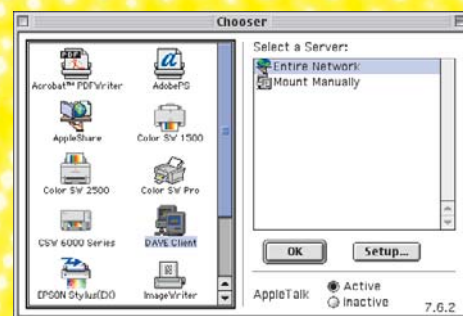 Chooser
Acrobat™ PDFWriter
AdobePS
AppleShare
Color SW 1500
Color SW 2500
Color SW Pro
CSW 6000 Series
DAVE Client
EPSON Stylus(EX)
ImageWriter
Select a Server:
Entire Network
Mount Manually
OK
Setup...
AppleTalk
Active
Inactive
7.6.2